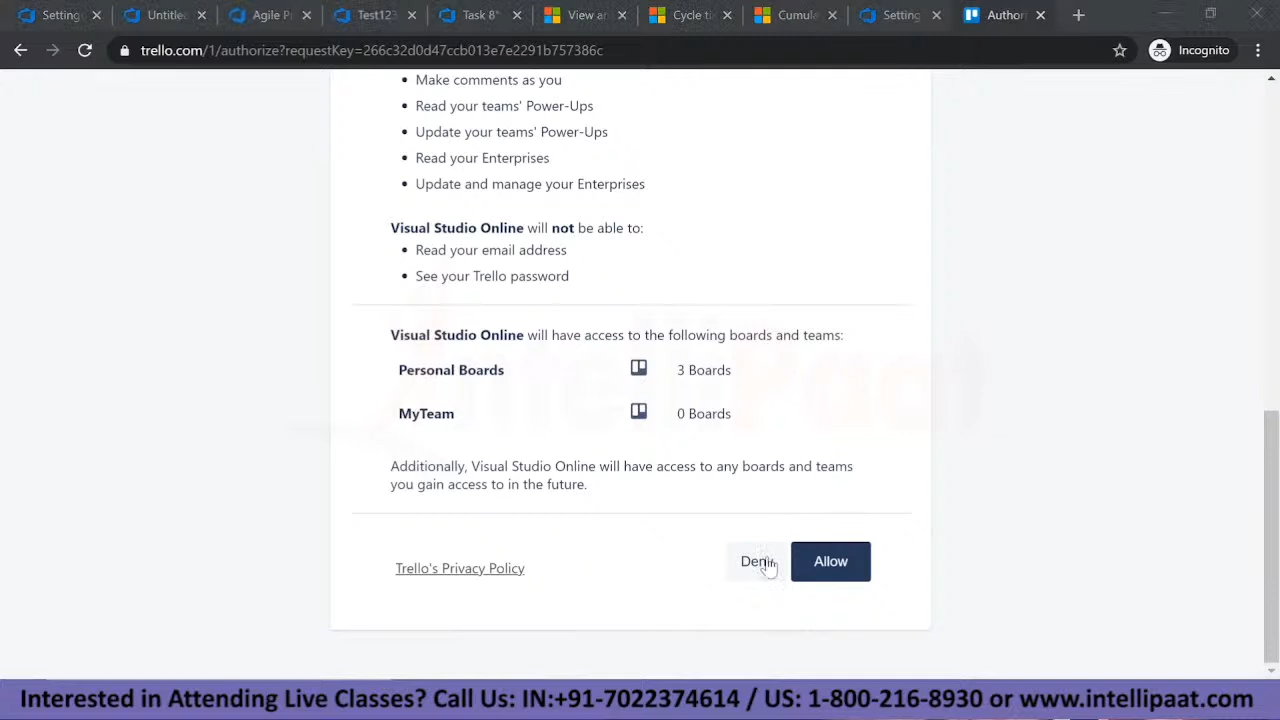 Setting
Untitle
Agile P
Test123
Task 8*
View an
Cycle
Cumul
Setting
Author
trello.com/1/authorize?requestKey=266c32d0d47ccb013e7e2291b757386c
Incognito
Make comments as you
Read your teams' Power-Ups
Update your teams' Power-Ups
Read your Enterprises
Update and manage your Enterprises
Visual Studio Online will not be able to:
Read your email address
See your Trello password
Visual Studio Online will have access to the following boards and teams:
Personal Boards 3 Boards
MyTeam 0 Boards
Additionally, Visual Studio Online will have access to any boards and teams
you gain access to in the future.
Trello's Privacy Policy
Deny
Allow
IntelliPaat
Interested in Attending Live Classes? Call Us: IN:+91-7022374614 / US: 1-800-216-8930 or www.intellipaat.com